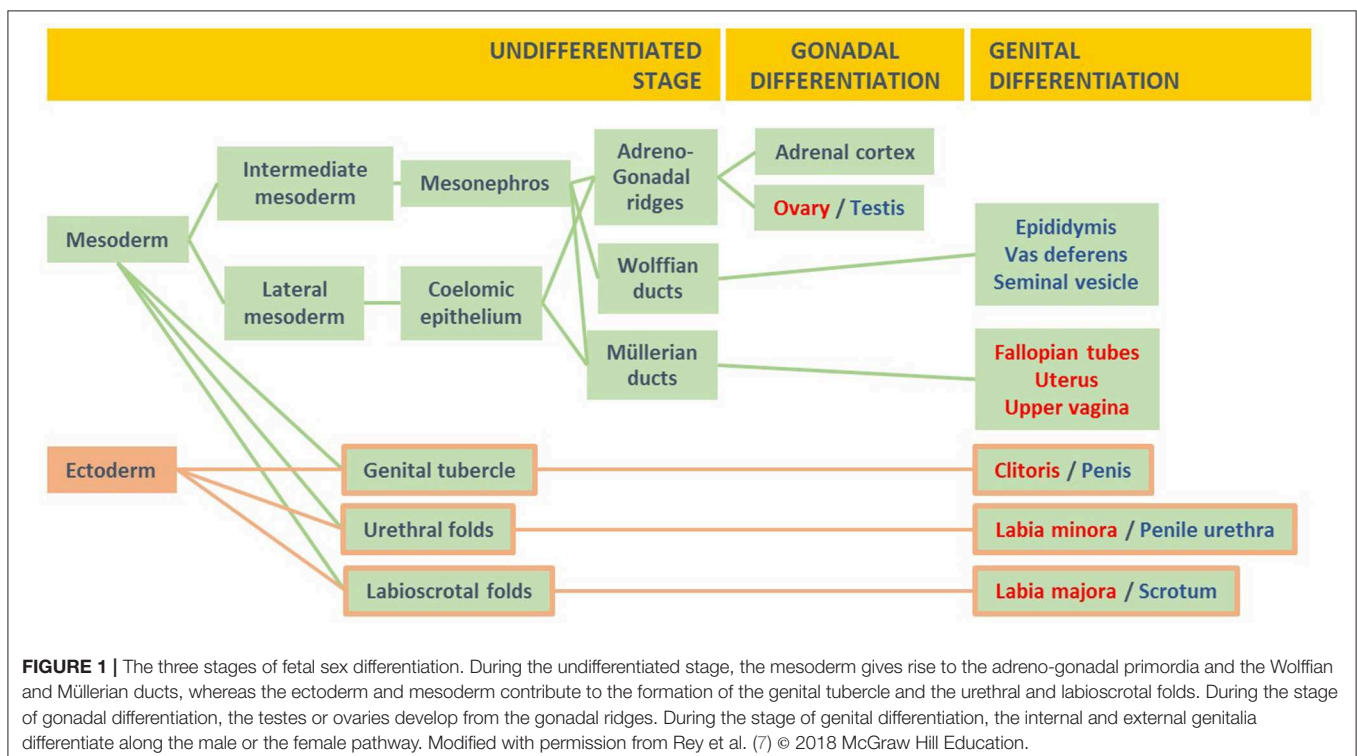 UNDIFFERENTIATED
STAGE
GONADAL
DIFFERENTIATION
GENITAL
DIFFERENTIATION
Intermediate
mesoderm
Mesonephros
Adreno-
Gonadal
ridges
Adrenal cortex
Ovary / Testis
Mesoderm
Lateral
mesoderm
Coelomic
epithelium
Wolffian
ducts
Epididymis
Vas deferens
Seminal vesicle
Müllerian
ducts
Fallopian tubes
Uterus
Upper vagina
Ectoderm
Genital tubercle
Clitoris / Penis
Urethral folds
Labia minora / Penile urethra
Labioscrotal folds
Labia majora / Scrotum
FIGURE 1 | The three stages of fetal sex differentiation. During the undifferentiated stage, the mesoderm gives rise to the adreno-gonadal primordia and the Wolffian
and Müllerian ducts, whereas the ectoderm and mesoderm contribute to the formation of the genital tubercle and the urethral and labioscrotal folds. During the stage
of gonadal differentiation, the testes or ovaries develop from the gonadal ridges. During the stage of genital differentiation, the internal and external genitalia
differentiate along the male or the female pathway. Modified with permission from Rey et al. (7) © 2018 McGraw Hill Education.